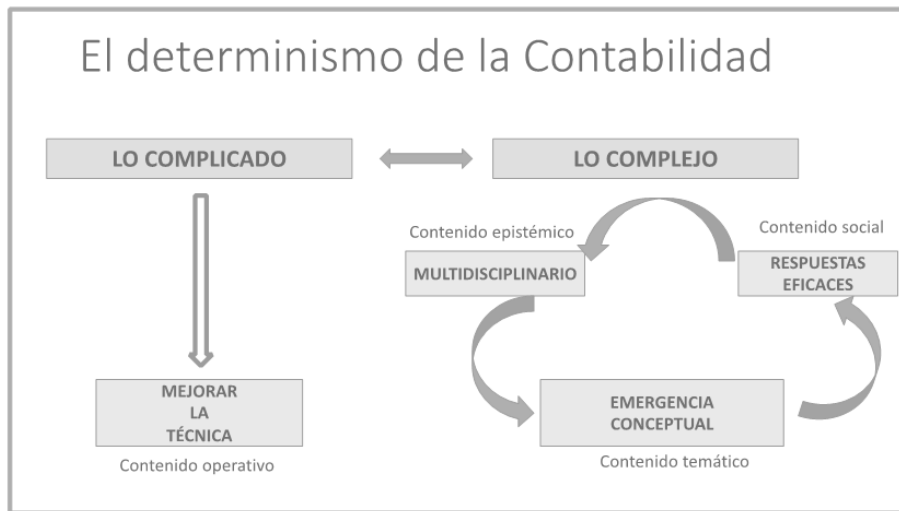 El determinismo de la Contabilidad
LO COMPLICADO
LO COMPLEJO
Contenido epistémico
Contenido social
MULTIDISCIPLINARIO
RESPUESTAS
EFICACES
MEJORAR
LA
TÉCNICA
Contenido operativo
EMERGENCIA
CONCEPTUAL
Contenido temático